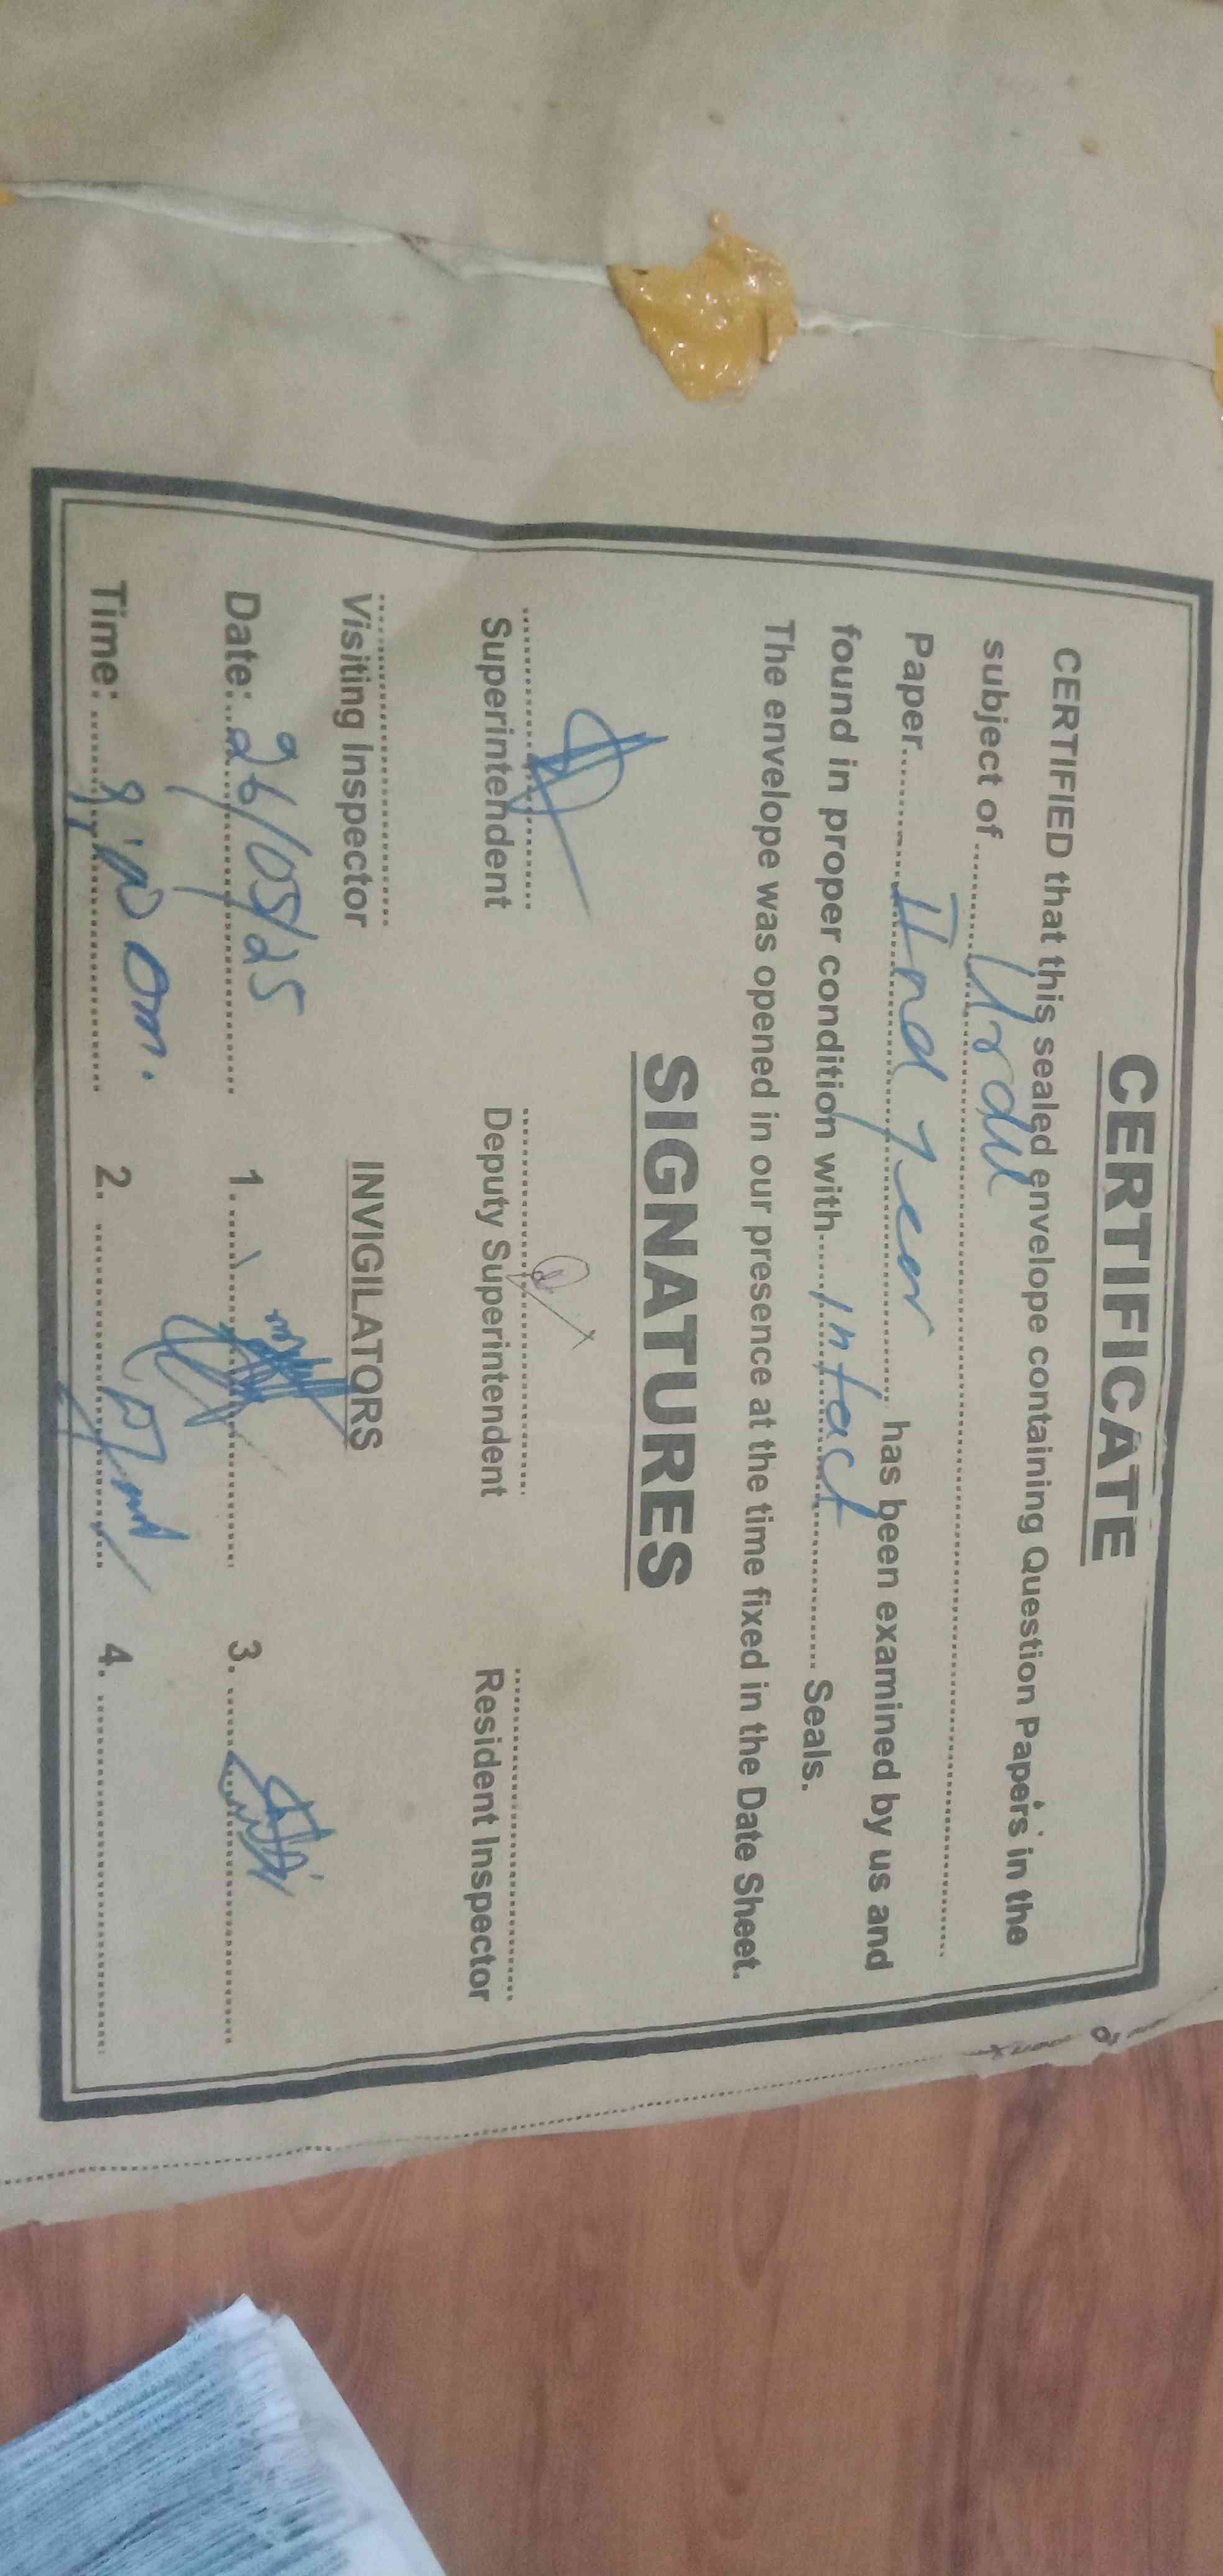 CERTIFICATE
CERTIFIED that this sealed envelope containing Question Papers in the
subject of Urdu
Paper IInd year has been examined by us and
found in proper condition with intact Seals.
The envelope was opened in our presence at the time fixed in the Date Sheet.
SIGNATURES
Superintendent Deputy Superintendent Resident Inspector
Visiting Inspector INVIGILATORS
Date: 26/05/25 1. 3.
Time: 2. 4.